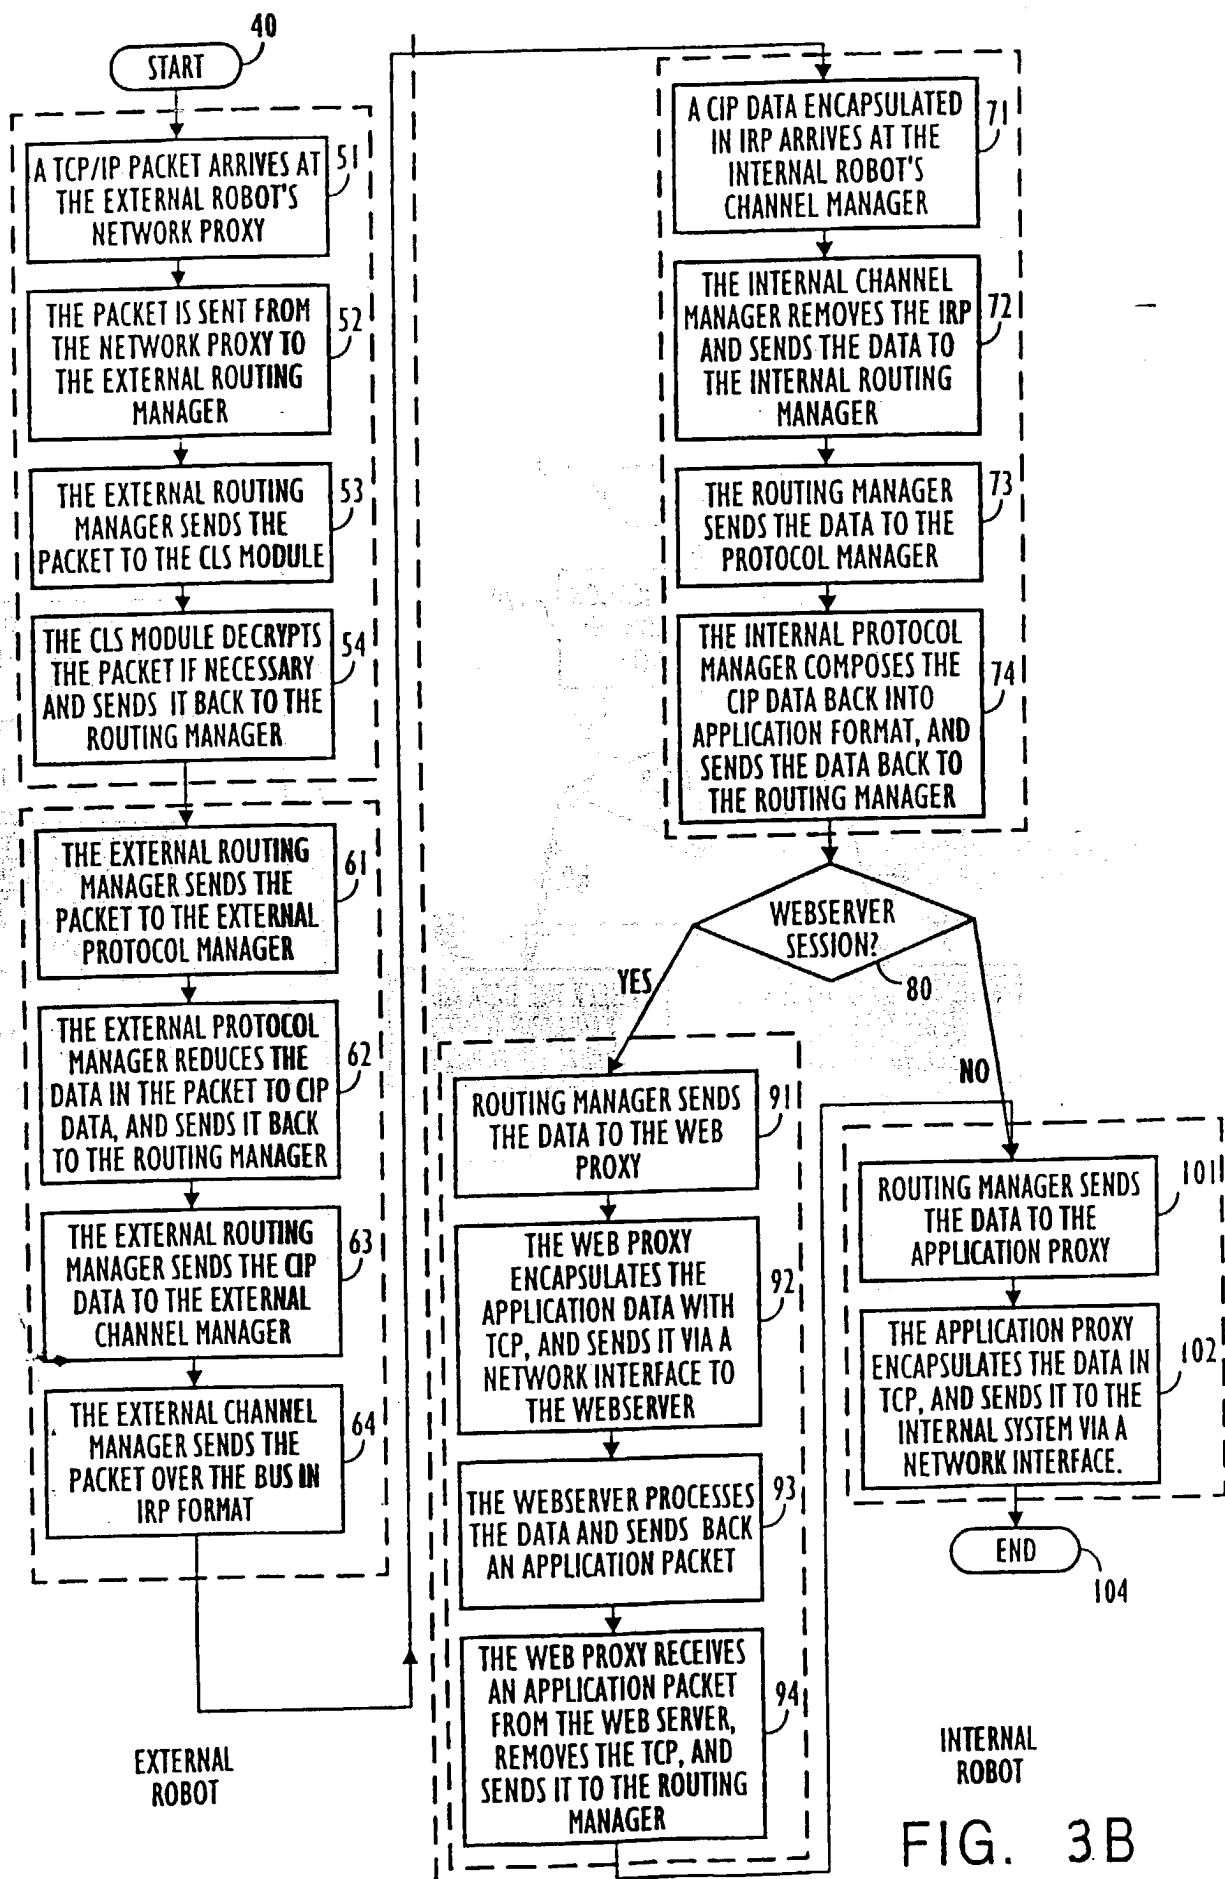 START
40
A TCP/IP PACKET ARRIVES AT
THE EXTERNAL ROBOT'S
NETWORK PROXY
51
THE PACKET IS SENT FROM
THE NETWORK PROXY TO
THE EXTERNAL ROUTING
MANAGER
52
THE EXTERNAL ROUTING
MANAGER SENDS THE
PACKET TO THE CLS MODULE
53
THE CLS MODULE DECRYPTS
THE PACKET IF NECESSARY
AND SENDS IT BACK TO THE
ROUTING MANAGER
54
THE EXTERNAL ROUTING
MANAGER SENDS THE
PACKET TO THE EXTERNAL
PROTOCOL MANAGER
61
THE EXTERNAL PROTOCOL
MANAGER REDUCES THE
DATA IN THE PACKET TO CIP
DATA, AND SENDS IT BACK
TO THE ROUTING MANAGER
62
THE EXTERNAL ROUTING
MANAGER SENDS THE CIP
DATA TO THE EXTERNAL
CHANNEL MANAGER
63
THE EXTERNAL CHANNEL
MANAGER SENDS THE
PACKET OVER THE BUS IN
IRP FORMAT
64
EXTERNAL
ROBOT
A CIP DATA ENCAPSULATED
IN IRP ARRIVES AT THE
INTERNAL ROBOT'S
CHANNEL MANAGER
71
THE INTERNAL CHANNEL
MANAGER REMOVES THE IRP
AND SENDS THE DATA TO
THE INTERNAL ROUTING
MANAGER
72
THE ROUTING MANAGER
SENDS THE DATA TO THE
PROTOCOL MANAGER
73
THE INTERNAL PROTOCOL
MANAGER COMPOSES THE
CIP DATA BACK INTO
APPLICATION FORMAT, AND
SENDS THE DATA BACK TO
THE ROUTING MANAGER
74
WEBSERVER
SESSION?
80
YES
NO
ROUTING MANAGER SENDS
THE DATA TO THE WEB
PROXY
91
THE WEB PROXY
ENCAPSULATES THE
APPLICATION DATA WITH
TCP, AND SENDS IT VIA A
NETWORK INTERFACE TO
THE WEBSERVER
92
THE WEBSERVER PROCESSES
THE DATA AND SENDS BACK
AN APPLICATION PACKET
93
THE WEB PROXY RECEIVES
AN APPLICATION PACKET
FROM THE WEB SERVER,
REMOVES THE TCP, AND
SENDS IT TO THE ROUTING
MANAGER
94
ROUTING MANAGER SENDS
THE DATA TO THE
APPLICATION PROXY
101
THE APPLICATION PROXY
ENCAPSULATES THE DATA IN
TCP, AND SENDS IT TO THE
INTERNAL SYSTEM VIA A
NETWORK INTERFACE.
102
END
104
INTERNAL
ROBOT
FIG. 3B